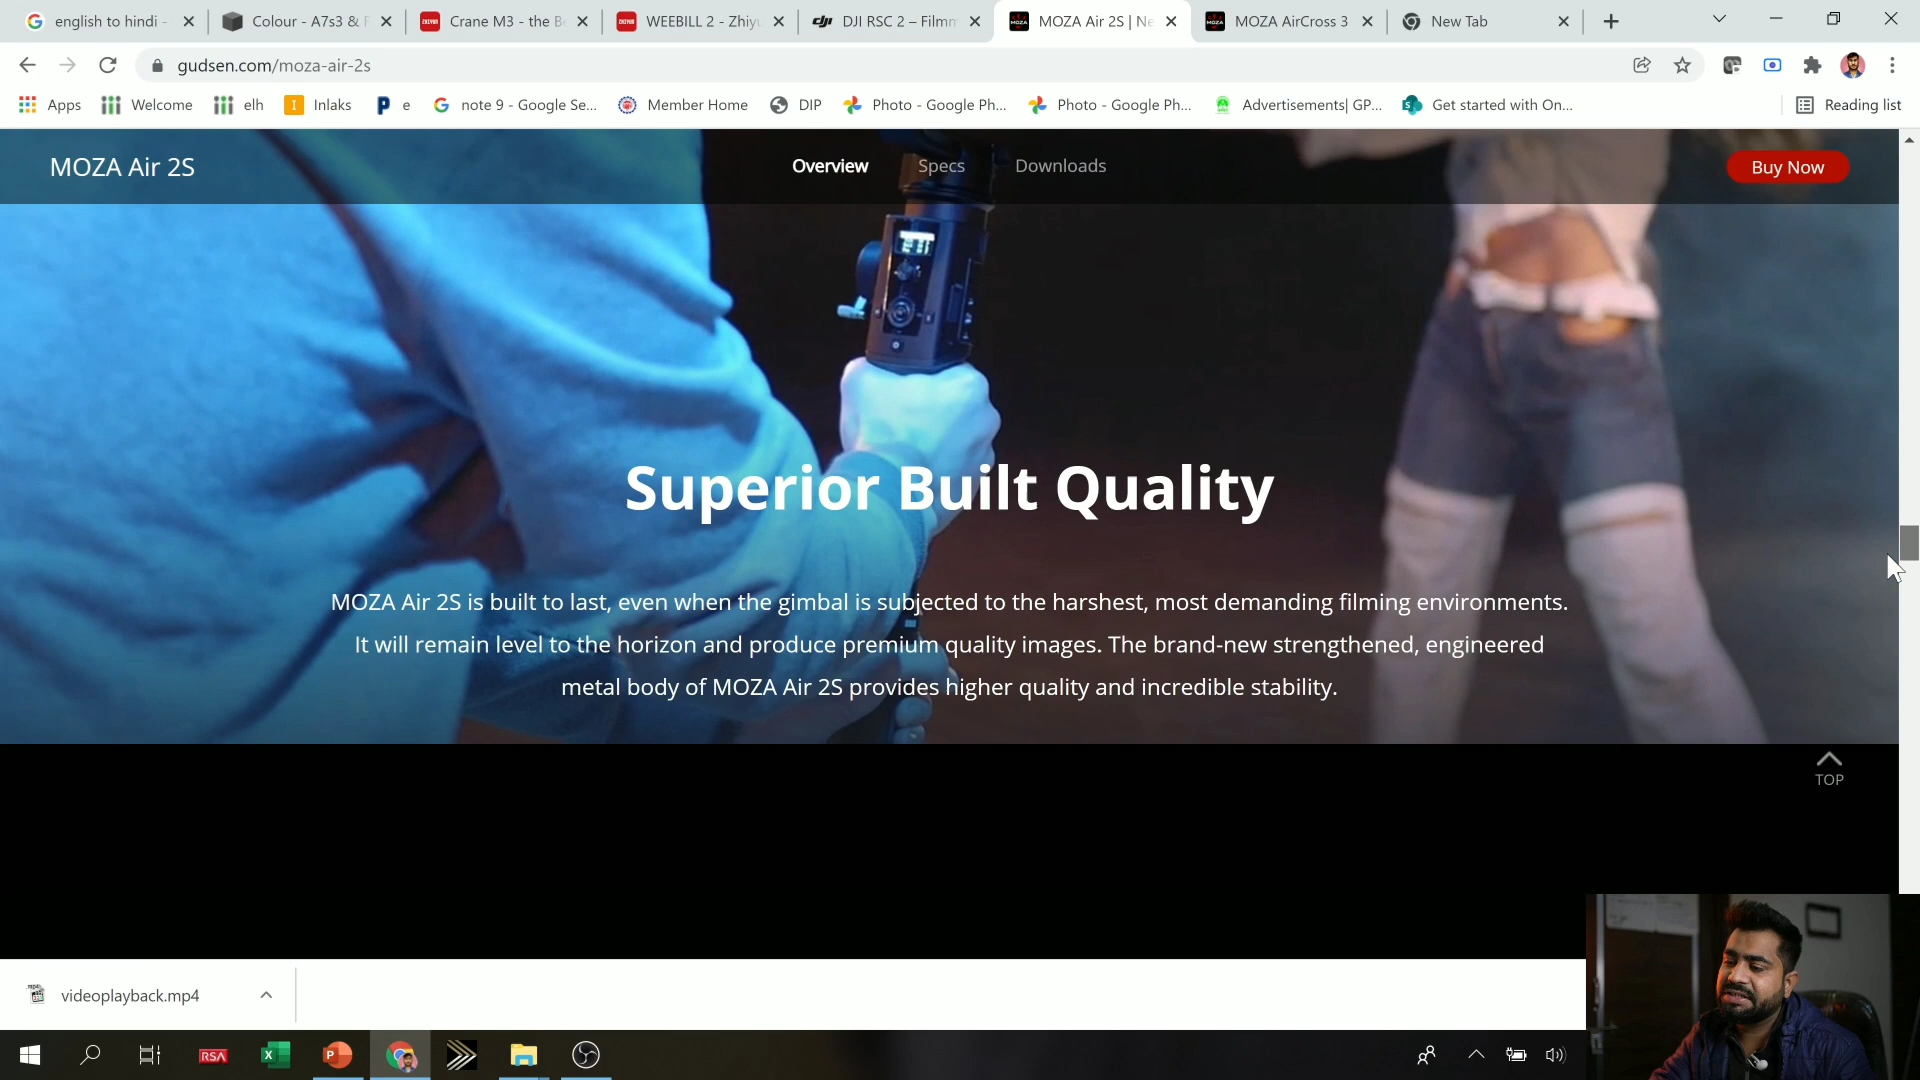 english to hindi -
Colour - A7s3 & F
Crane M3 - the Be
WEEBILL 2 - Zhiyu
DJI RSC 2 – Filmm
MOZA Air 2S | Ne
MOZA AirCross 3
New Tab
gudsen.com/moza-air-2s
Apps
Welcome
elh
Inlaks
e
note 9 - Google Se...
Member Home
DIP
Photo - Google Ph...
Photo - Google Ph...
Advertisements| GP...
Get started with On...
Reading list
MOZA Air 2S
Overview
Specs
Downloads
Buy Now
Superior Built Quality
MOZA Air 2S is built to last, even when the gimbal is subjected to the harshest, most demanding filming environments.
It will remain level to the horizon and produce premium quality images. The brand-new strengthened, engineered
metal body of MOZA Air 2S provides higher quality and incredible stability.
TOP
videoplayback.mp4
RSA